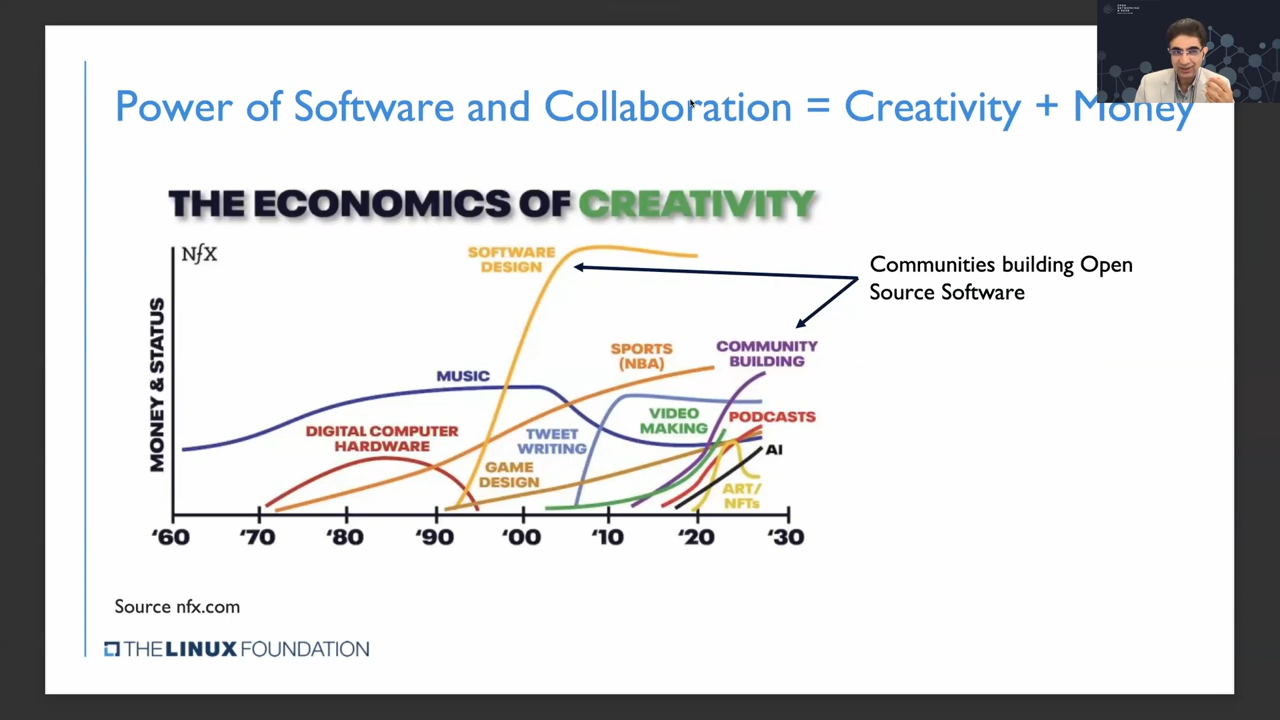 Power of Software and Collaboration = Creativity + Money
THE ECONOMICS OF CREATIVITY
NfX
MONEY & STATUS
SOFTWARE
DESIGN
Communities building Open
Source Software
SPORTS
(NBA)
COMMUNITY
BUILDING
MUSIC
DIGITAL COMPUTER
HARDWARE
TWEET
WRITING
VIDEO
MAKING
PODCASTS
GAME
DESIGN
AI
ART/
NFTs
'60 '70 '80 '90 '00 '10 '20 '30
Source nfx.com
THE LINUX FOUNDATION